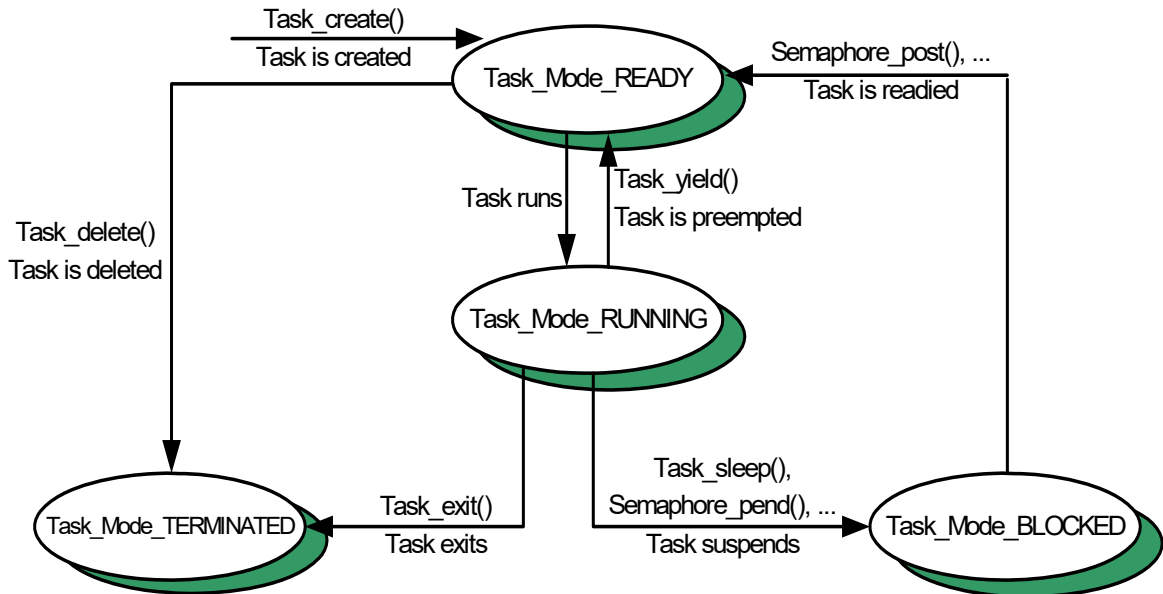 Task_create()
Task is created
Task_Mode_READY
Semaphore_post(), ...
Task is readied
Task runs
Task_yield()
Task is preempted
Task_delete()
Task is deleted
Task_Mode_RUNNING
Task_sleep(),
Semaphore_pend(), ...
Task suspends
Task_exit()
Task exits
Task_Mode_TERMINATED
Task_Mode_BLOCKED